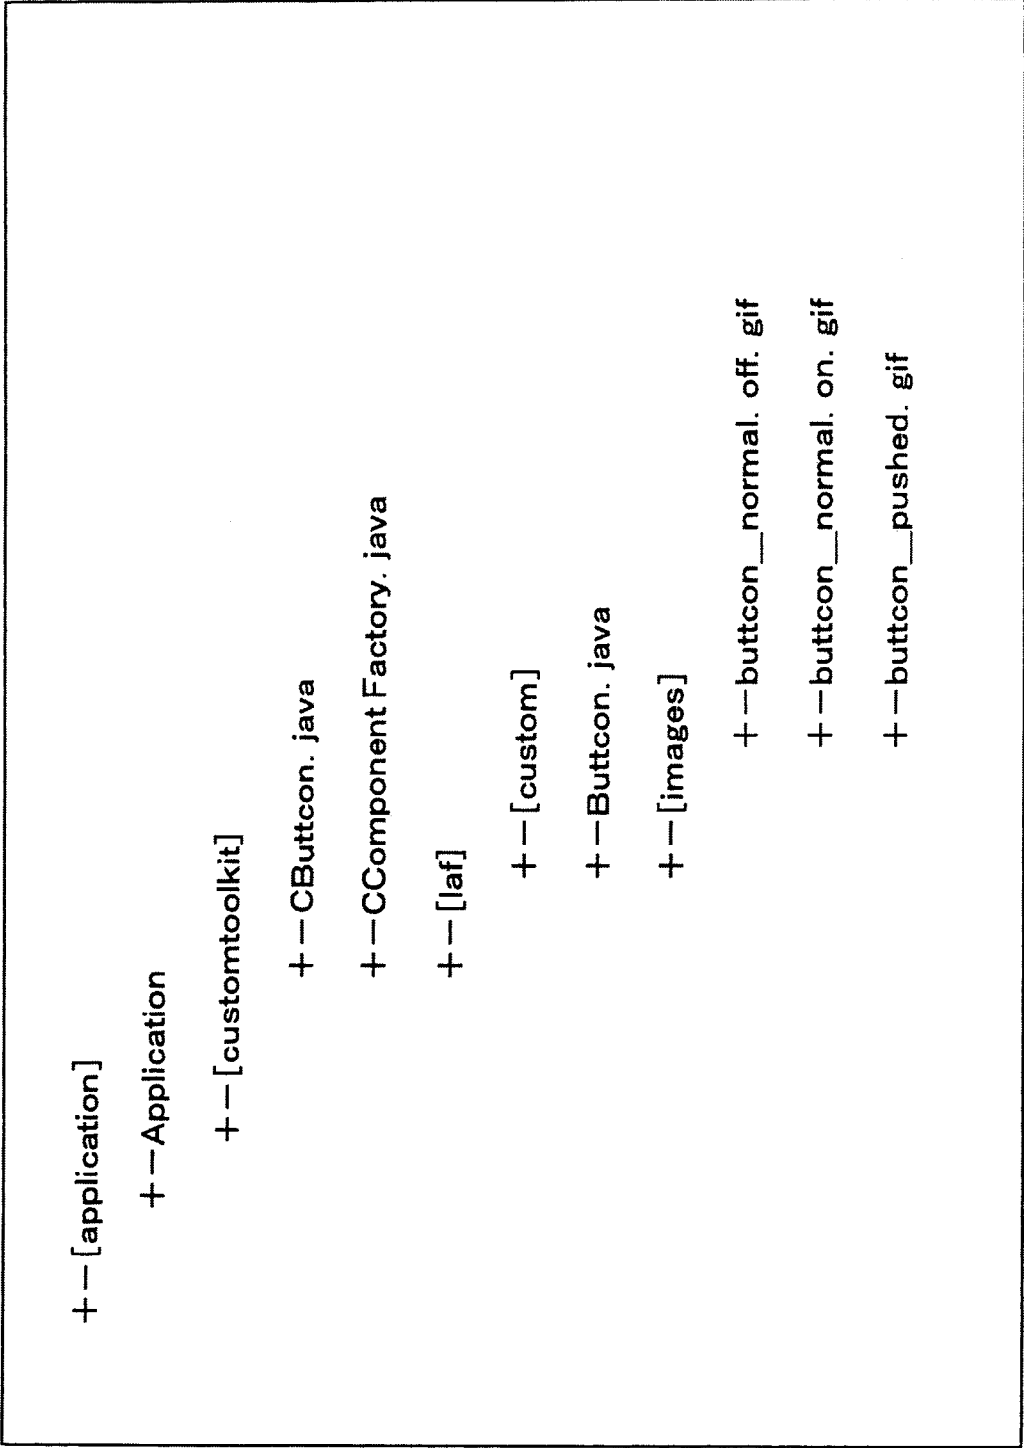 +—[application]
+—Application
+—[customtoolkit]
+—CButtcon. java
+—CComponent Factory. java
+—[laf]
+—[custom]
+—Buttcon. java
+—[images]
+—buttcon_normal. off. gif
+—buttcon_normal. on. gif
+—buttcon_pushed. gif